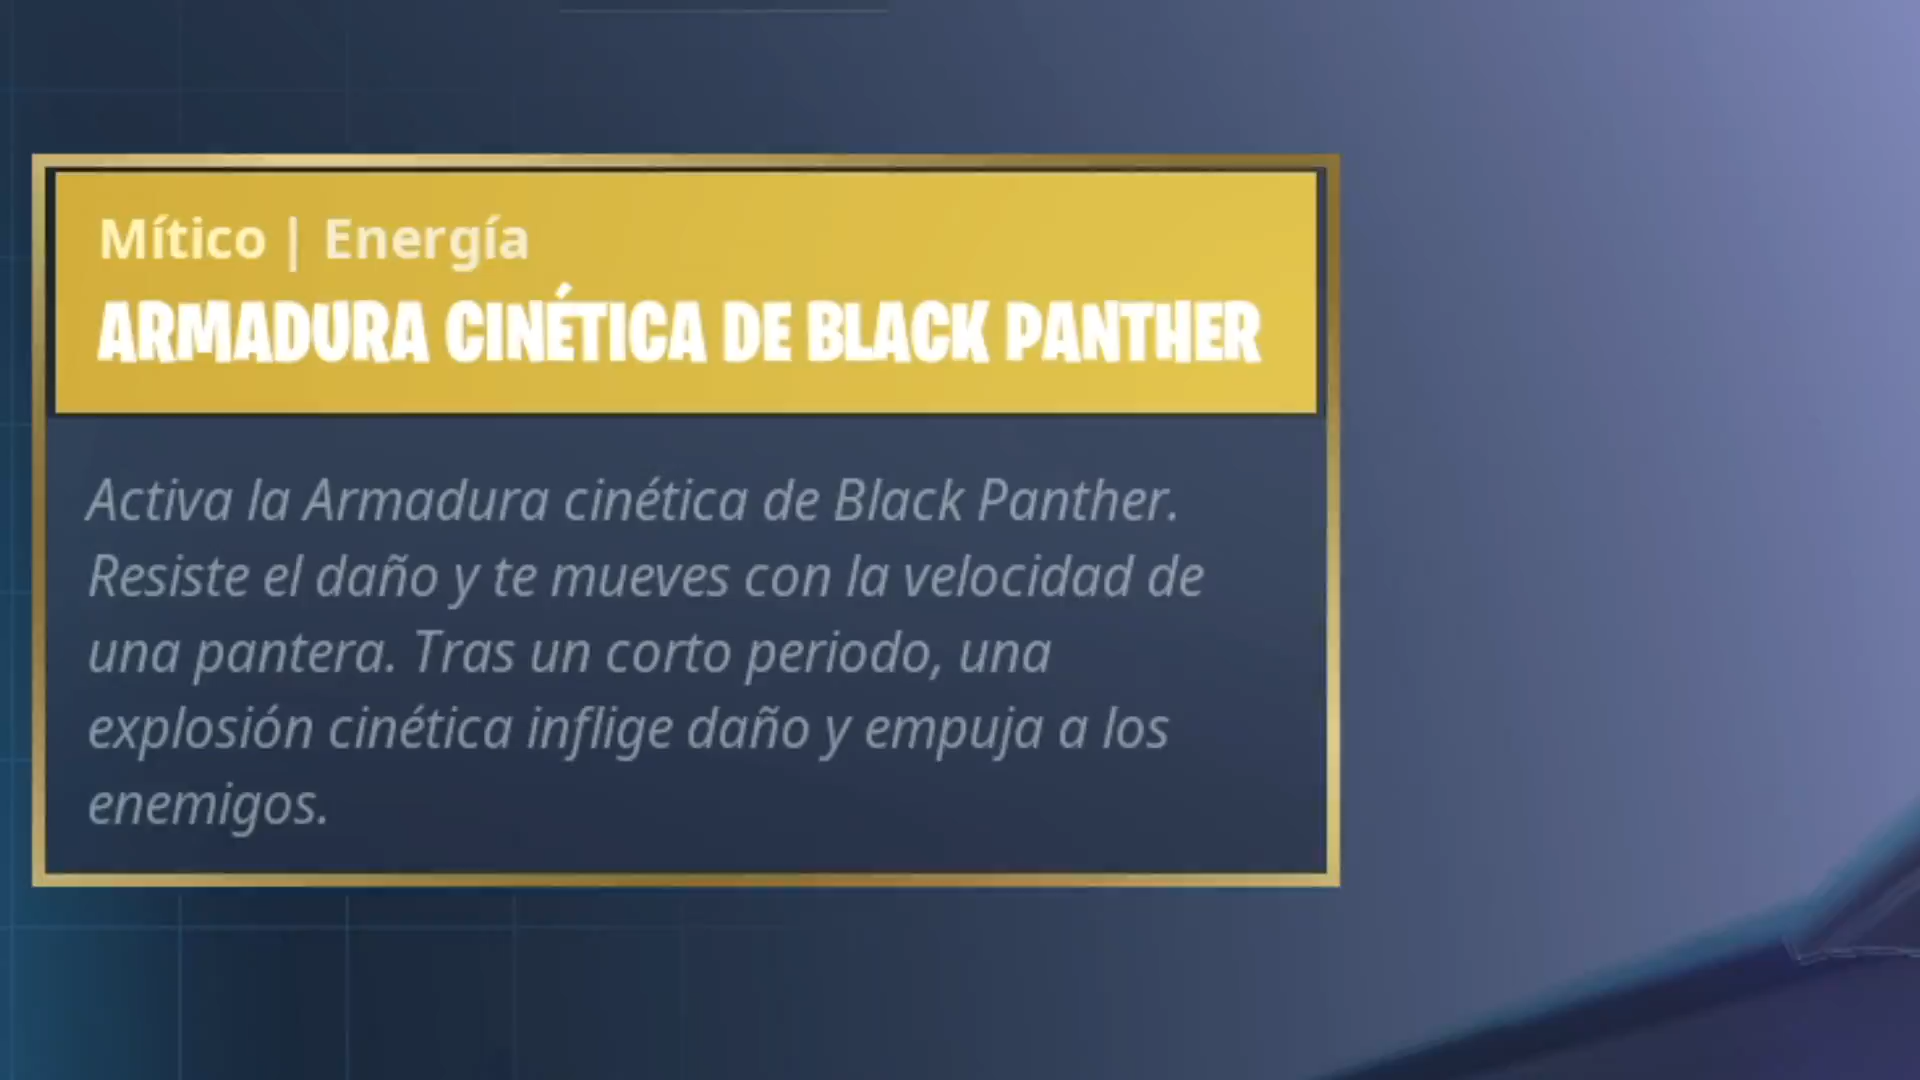 Mítico | Energía
ARMADURA CINÉTICA DE BLACK PANTHER
Activa la Armadura cinética de Black Panther.
Resiste el daño y te mueves con la velocidad de
una pantera. Tras un corto periodo, una
explosión cinética inflige daño y empuja a los
enemigos.